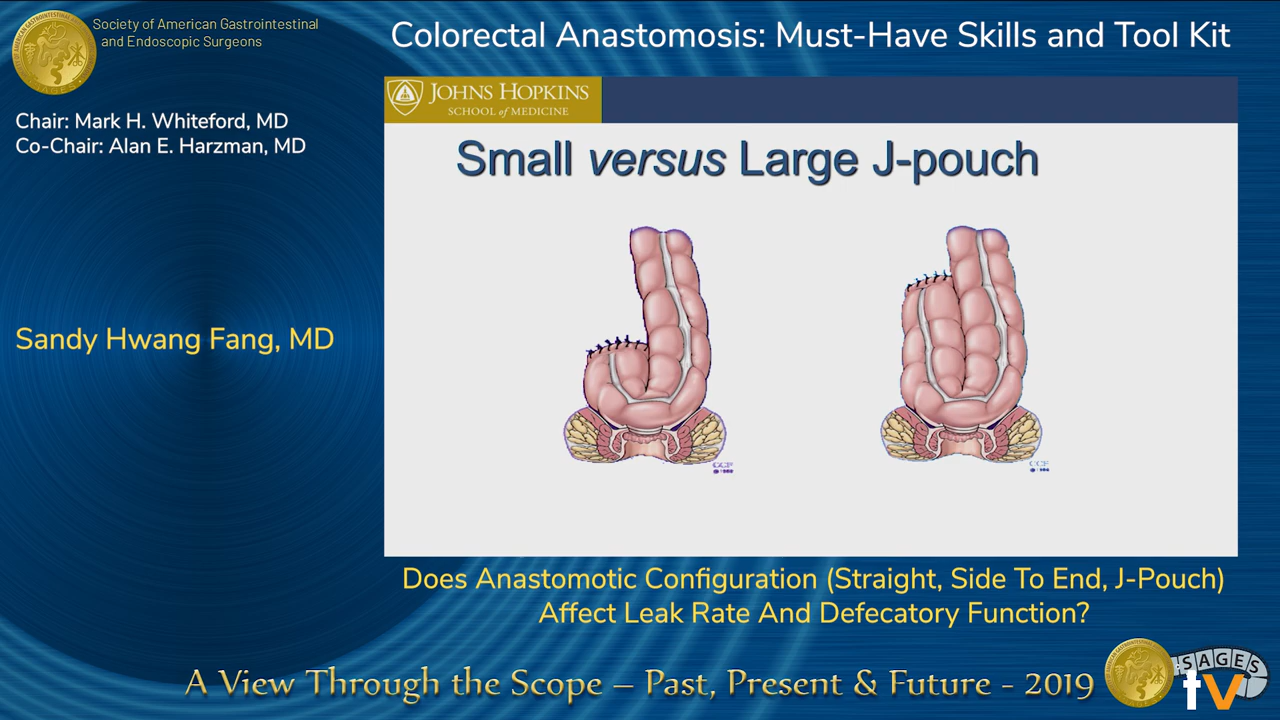 Society of American Gastrointestinal
and Endoscopic Surgeons
Colorectal Anastomosis: Must-Have Skills and Tool Kit
Chair: Mark H. Whiteford, MD
Co-Chair: Alan E. Harzman, MD
JOHNS HOPKINS
SCHOOL of MEDICINE
Small versus Large J-pouch
Sandy Hwang Fang, MD
CCF
CCF
Does Anastomotic Configuration (Straight, Side To End, J-Pouch)
Affect Leak Rate And Defecatory Function?
A View Through the Scope – Past, Present & Future - 2019
SAGES
tv